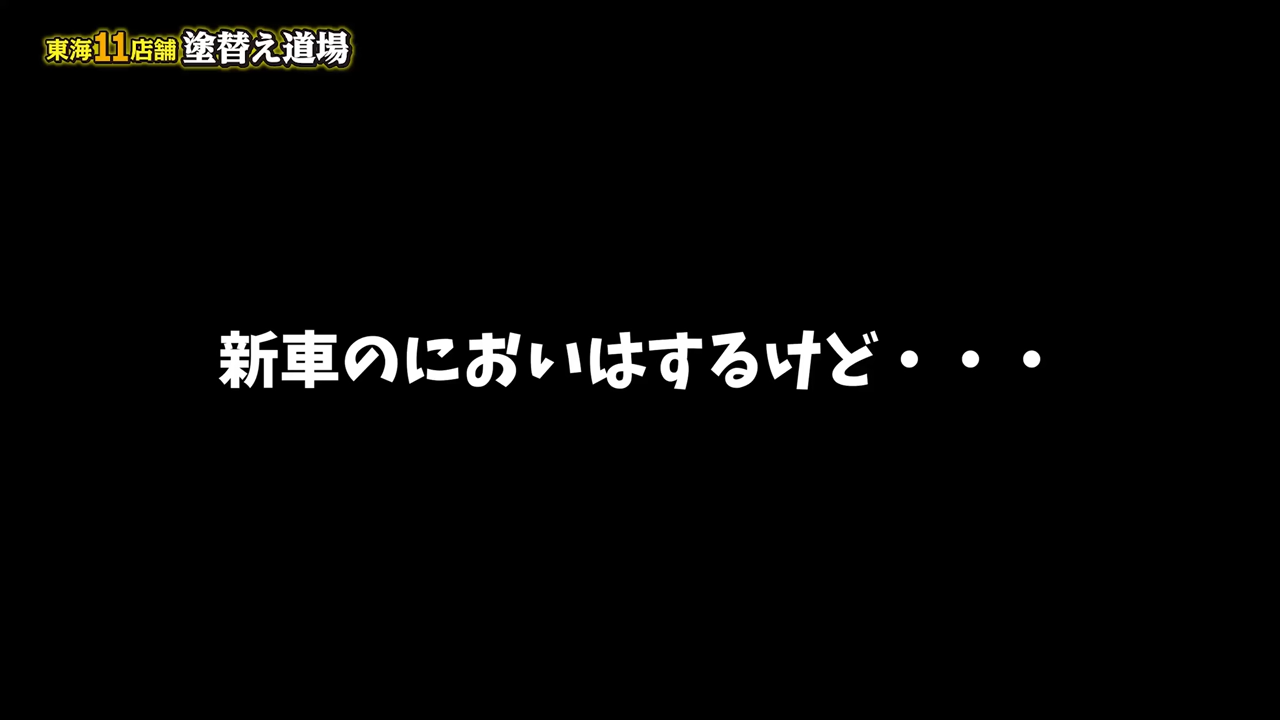 東海11店舗 塗替え道場
新車のにおいはするけど・・・